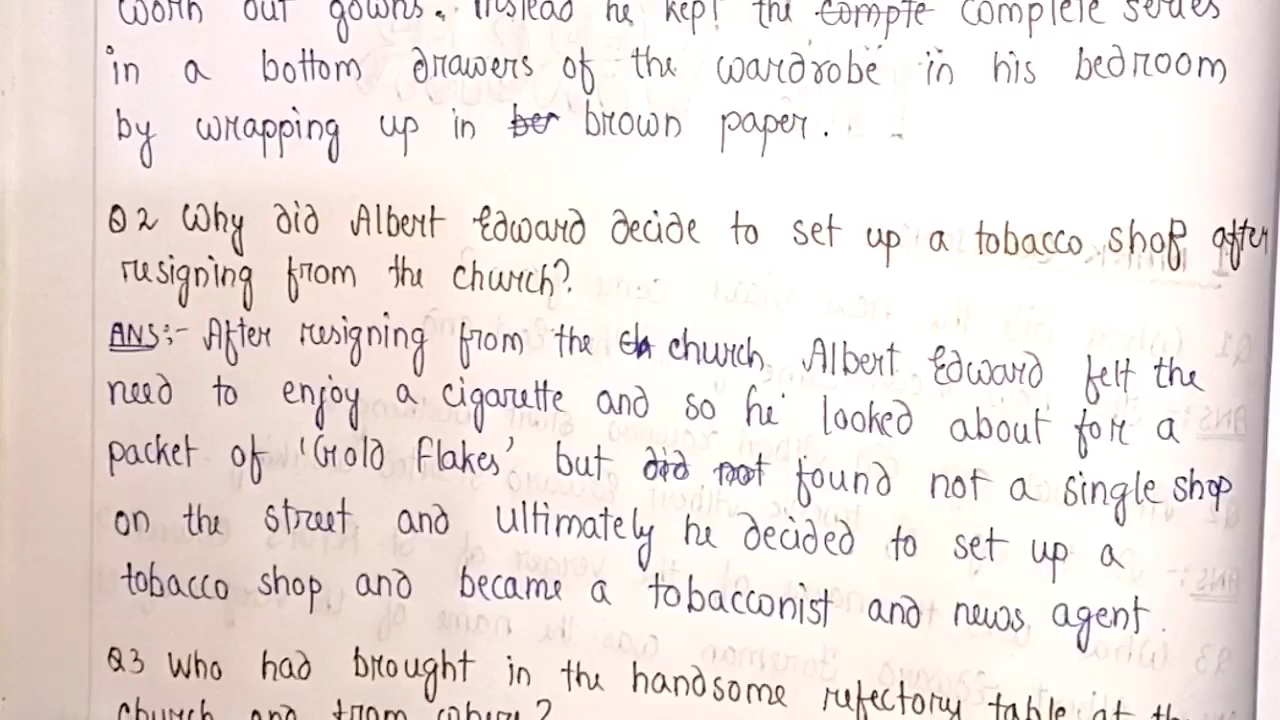 worn out gowns. Instead he kept the compte complete series
in a bottom drawers of the wardrobe in his bedroom
by wrapping up in ber brown paper.
Q2 Why did Albert Edward decide to set up a tobacco shop after
resigning from the church?
ANS:- After resigning from the ch church, Albert Edward felt the
need to enjoy a cigarette and so he looked about for a
packet of 'Gold Flakes' but did not found not a single shop
on the street and ultimately he decided to set up a
tobacco shop and became a tobacconist and news agent.
Q3 Who had brought in the handsome refectory table at the
church and from where?